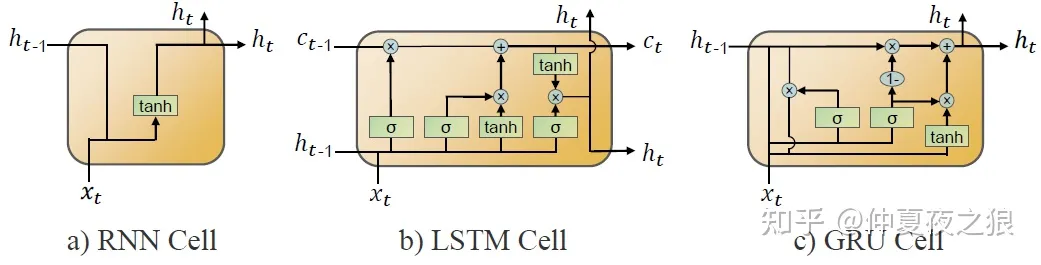 h_t
h_{t-1}
h_t
tanh
x_t
a) RNN Cell
h_t
c_{t-1}
×
+
c_t
tanh
×
×
σ
σ
tanh
σ
h_{t-1}
h_t
x_t
b) LSTM Cell
h_t
h_{t-1}
×
+
h_t
1-
×
×
σ
σ
tanh
x_t
c) GRU Cell
知乎 @仲夏夜之狼